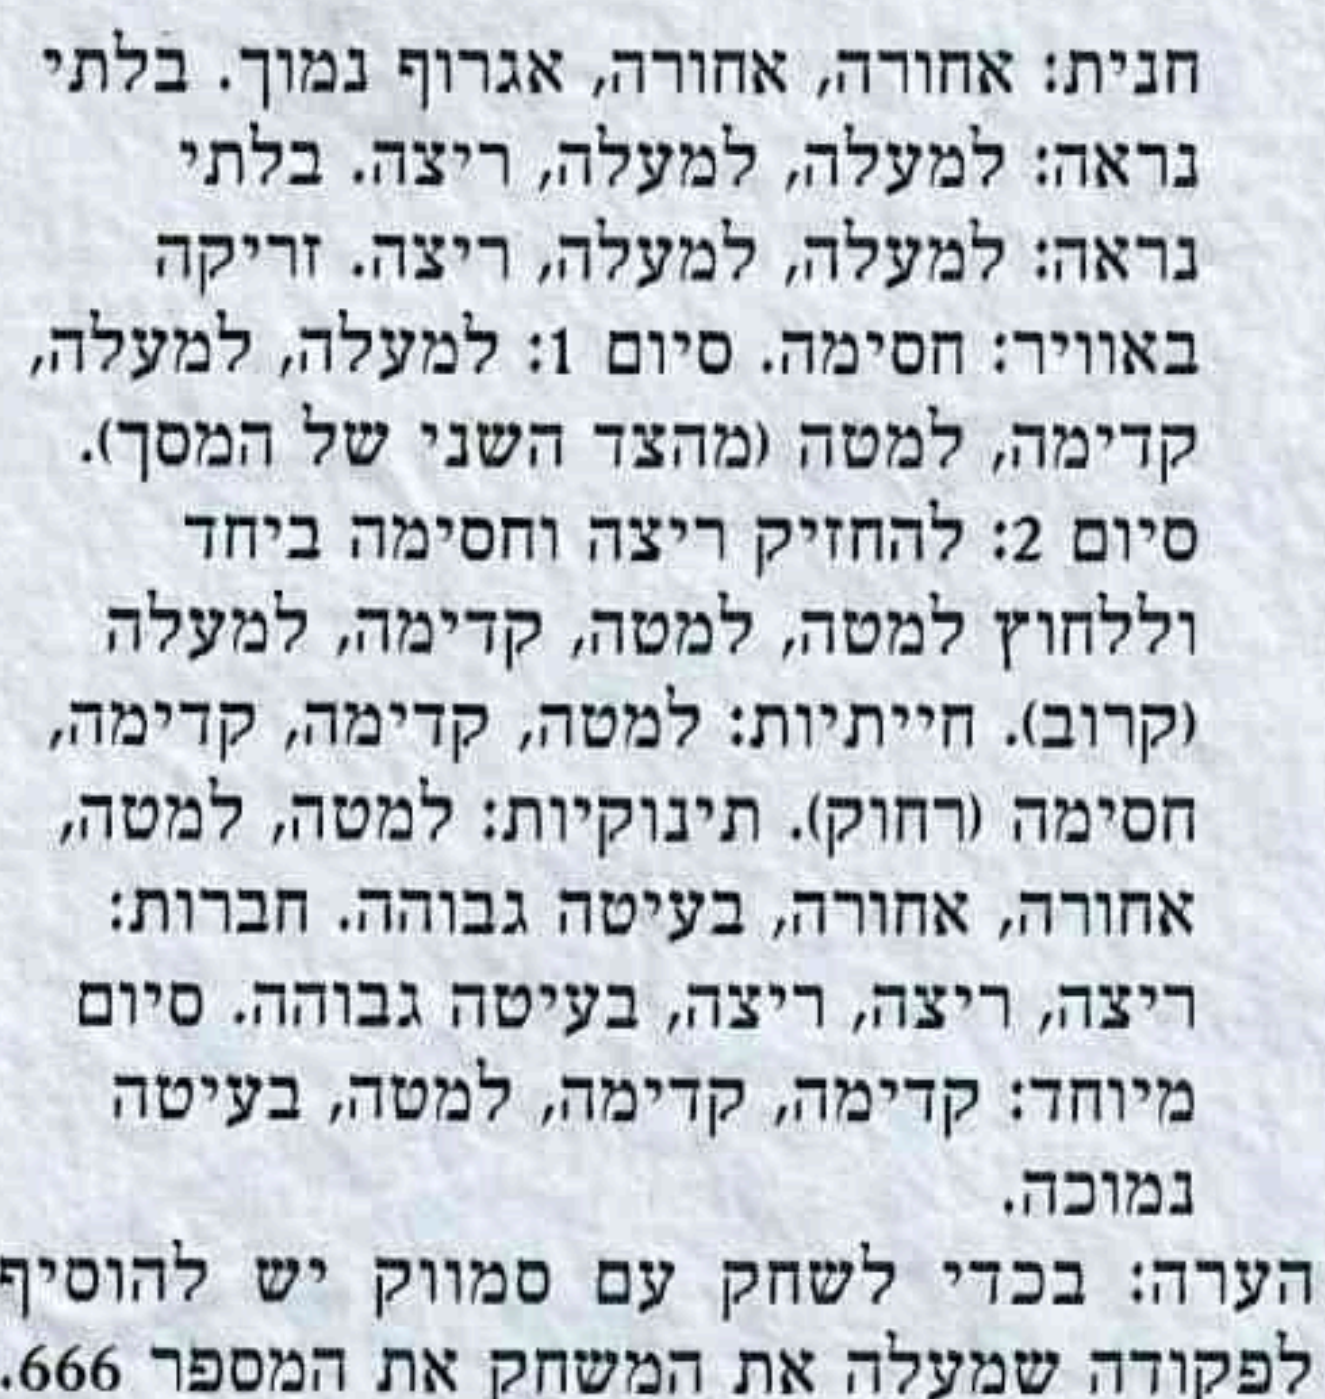 חנית: אחורה, אחורה, אגרוף נמוך. בלתי
נראה: למעלה, למעלה, ריצה. בלתי
נראה: למעלה, למעלה, ריצה. זריקה
באוויר: חסימה. סיום 1: למעלה, למעלה,
קדימה, למטה (מהצד השני של המסך).
סיום 2: להחזיק ריצה וחסימה ביחד
וללחוץ למטה, למטה, קדימה, למעלה
(קרוב). חייתיות: למטה, קדימה, קדימה,
חסימה (רחוק). תינוקיות: למטה, למטה,
אחורה, אחורה, בעיטה גבוהה. חברות:
ריצה, ריצה, ריצה, בעיטה גבוהה. סיום
מיוחד: קדימה, קדימה, למטה, בעיטה
נמוכה.
הערה: בכדי לשחק עם סמווק יש להוסיף
לפקודה שמעלה את המשחק את המספר 666.